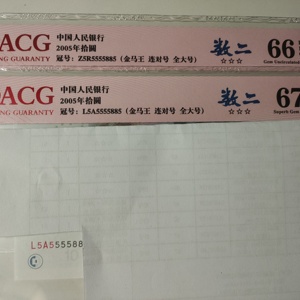 ACG
ING GUARANTY
中国人民银行
2005年拾圆
冠号：Z5R5555885（金马王 连对号 全大号）
数二
☆☆☆
66
Gem Uncirculated
ACG
ING GUARANTY
中国人民银行
2005年拾圆
冠号：L5A5555885（金马王 连对号 全大号）
数二
☆☆☆
67
Superb Gem
L5A555588